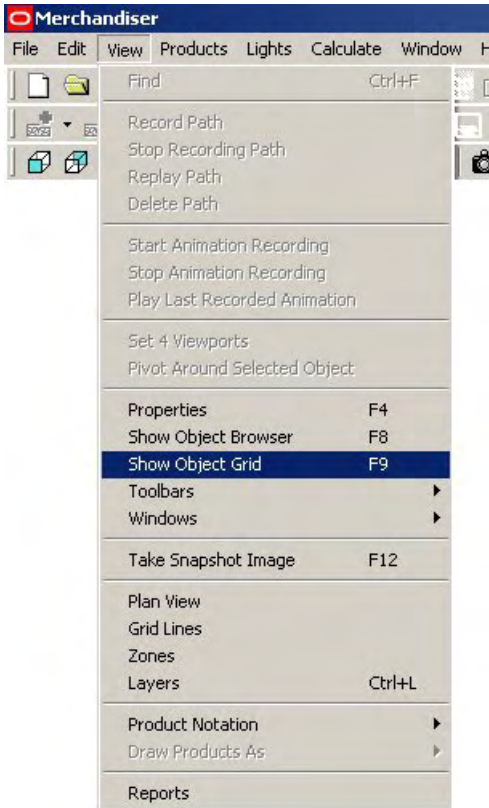 Merchandiser
File Edit View Products Lights Calculate Window
Find Ctrl+F
Record Path
Stop Recording Path
Replay Path
Delete Path
Start Animation Recording
Stop Animation Recording
Play Last Recorded Animation
Set 4 Viewports
Pivot Around Selected Object
Properties F4
Show Object Browser F8
Show Object Grid F9
Toolbars
Windows
Take Snapshot Image F12
Plan View
Grid Lines
Zones
Layers Ctrl+L
Product Notation
Draw Products As
Reports